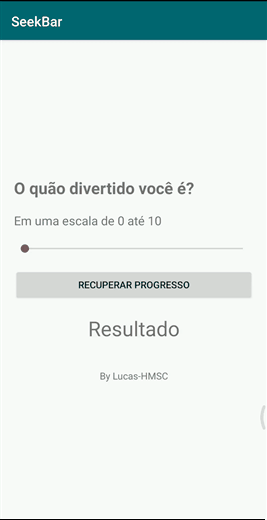 SeekBar
O quão divertido você é?
Em uma escala de 0 até 10
RECUPERAR PROGRESSO
Resultado
By Lucas-HMSC